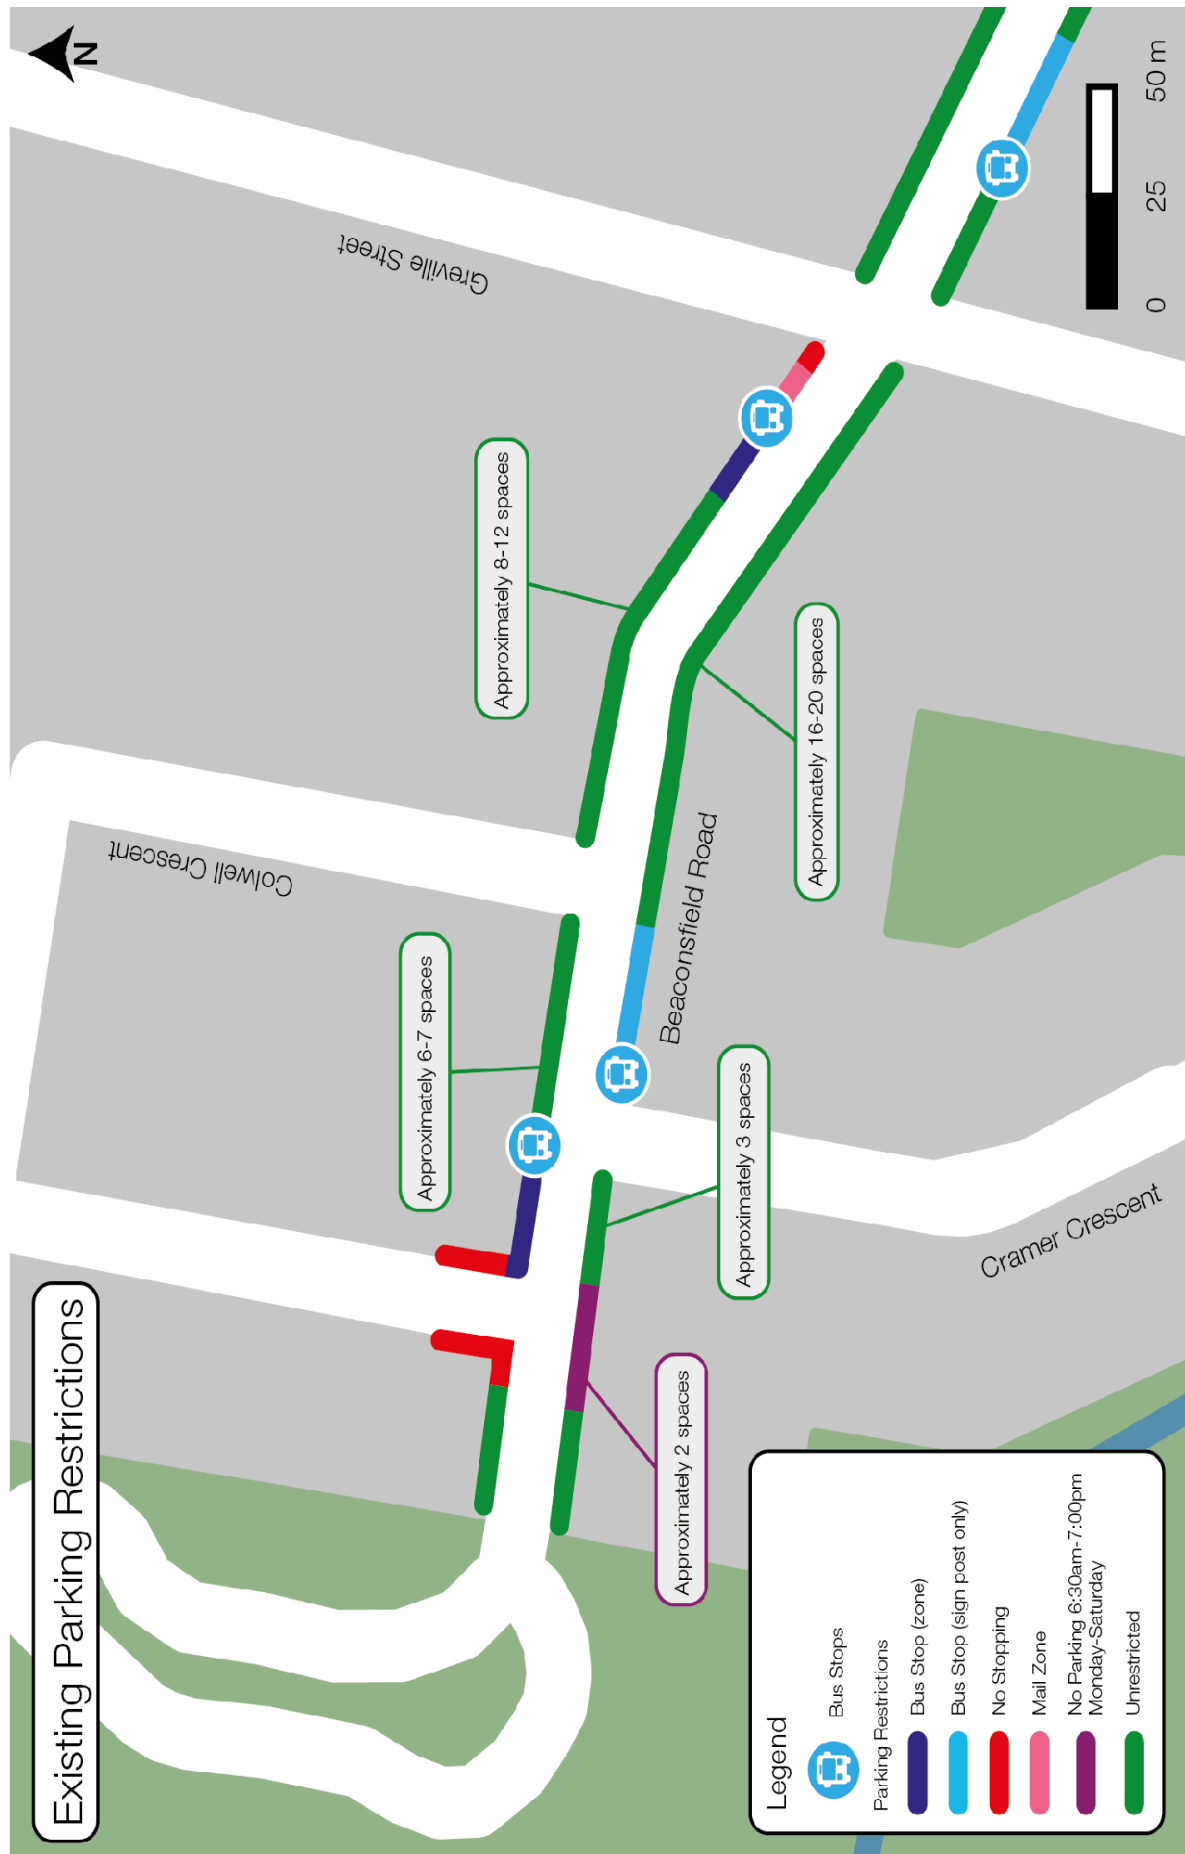 Existing Parking Restrictions
N
Greville Street
Colwell Crescent
Beaconsfield Road
Cramer Crescent
Approximately 6-7 spaces
Approximately 8-12 spaces
Approximately 2 spaces
Approximately 3 spaces
Approximately 16-20 spaces
Legend
Bus Stops
Parking Restrictions
Bus Stop (zone)
Bus Stop (sign post only)
No Stopping
Mail Zone
No Parking 6:30am-7:00pm
Monday-Saturday
Unrestricted
0 25 50 m